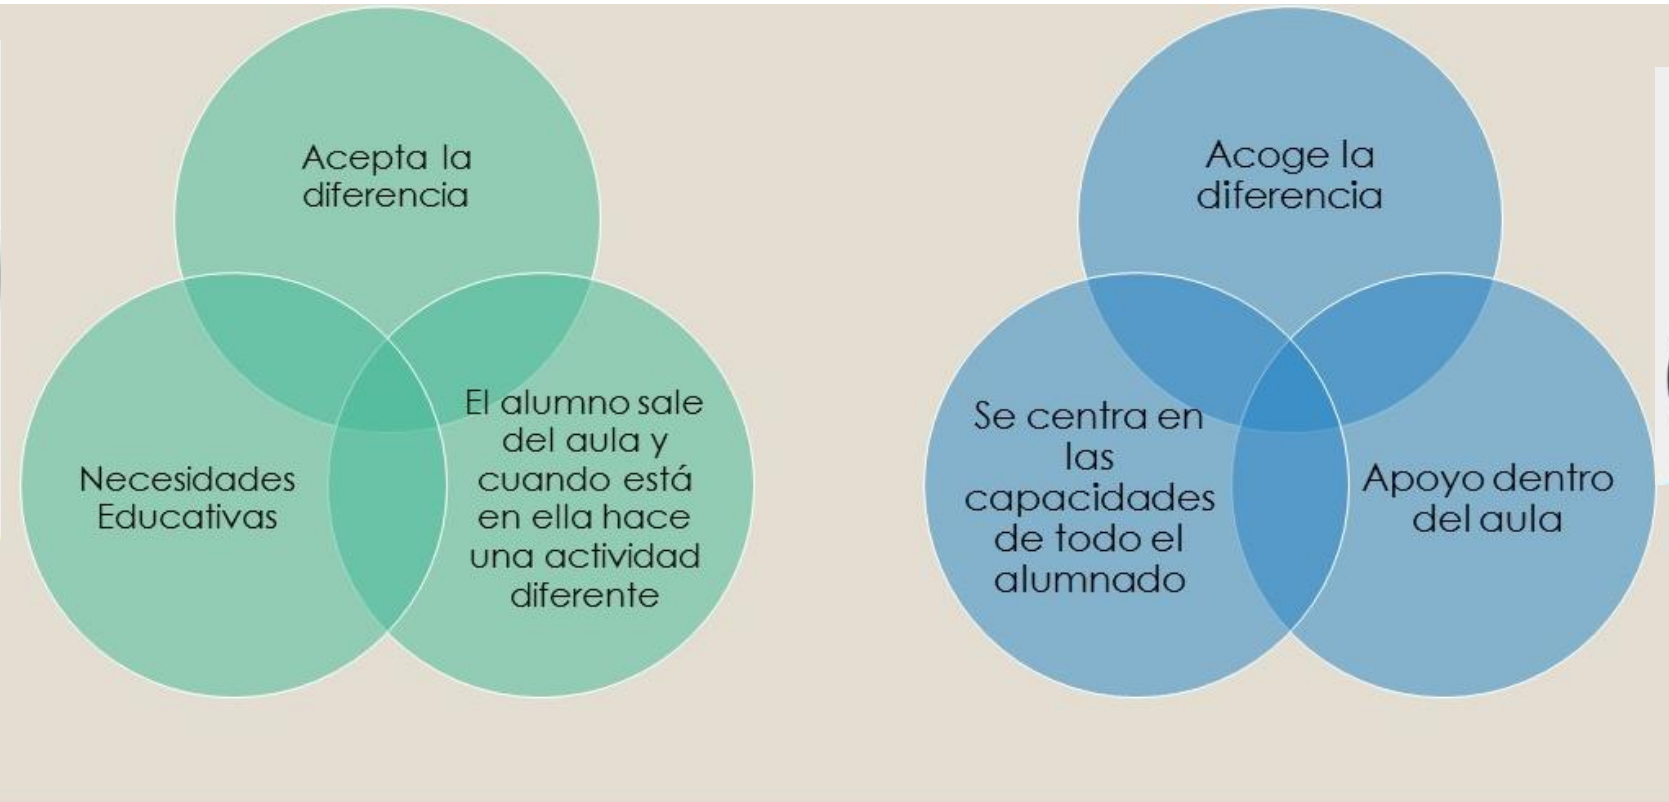 Acepta la
diferencia
Necesidades
Educativas
El alumno sale
del aula y
cuando está
en ella hace
una actividad
diferente
Acoge la
diferencia
Se centra en
las
capacidades
de todo el
alumnado
Apoyo dentro
del aula